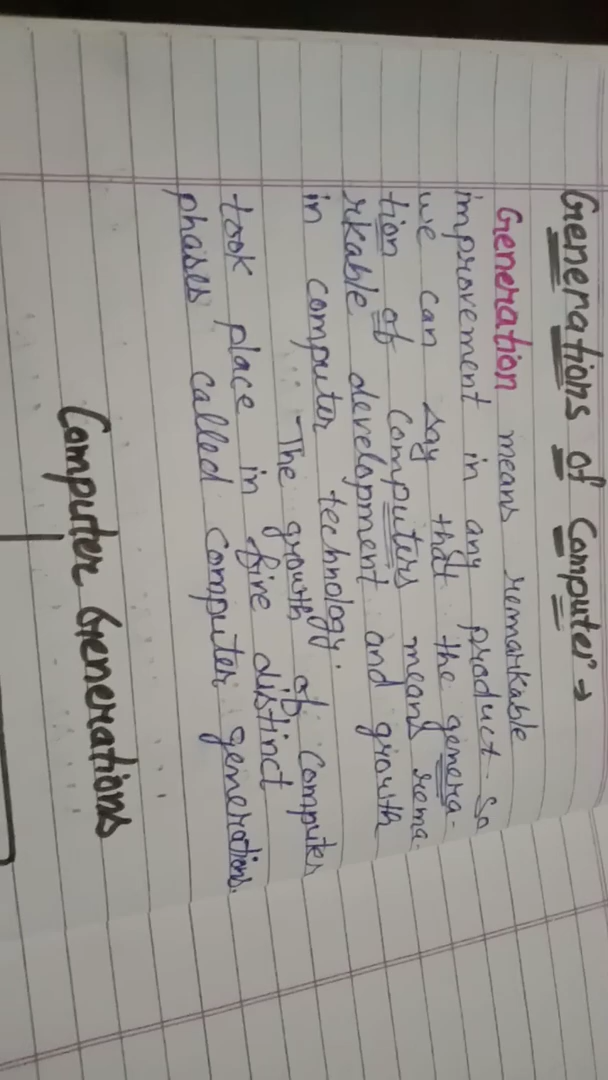 Generations of Computer →
Generation means remarkable
improvement in any product. So
we can say that the genera-
tion of Computers means rema-
rkable development and growth
in computer technology.
The growth of Computer
took place in five distinct
phases called computer generations.
Computer Generations